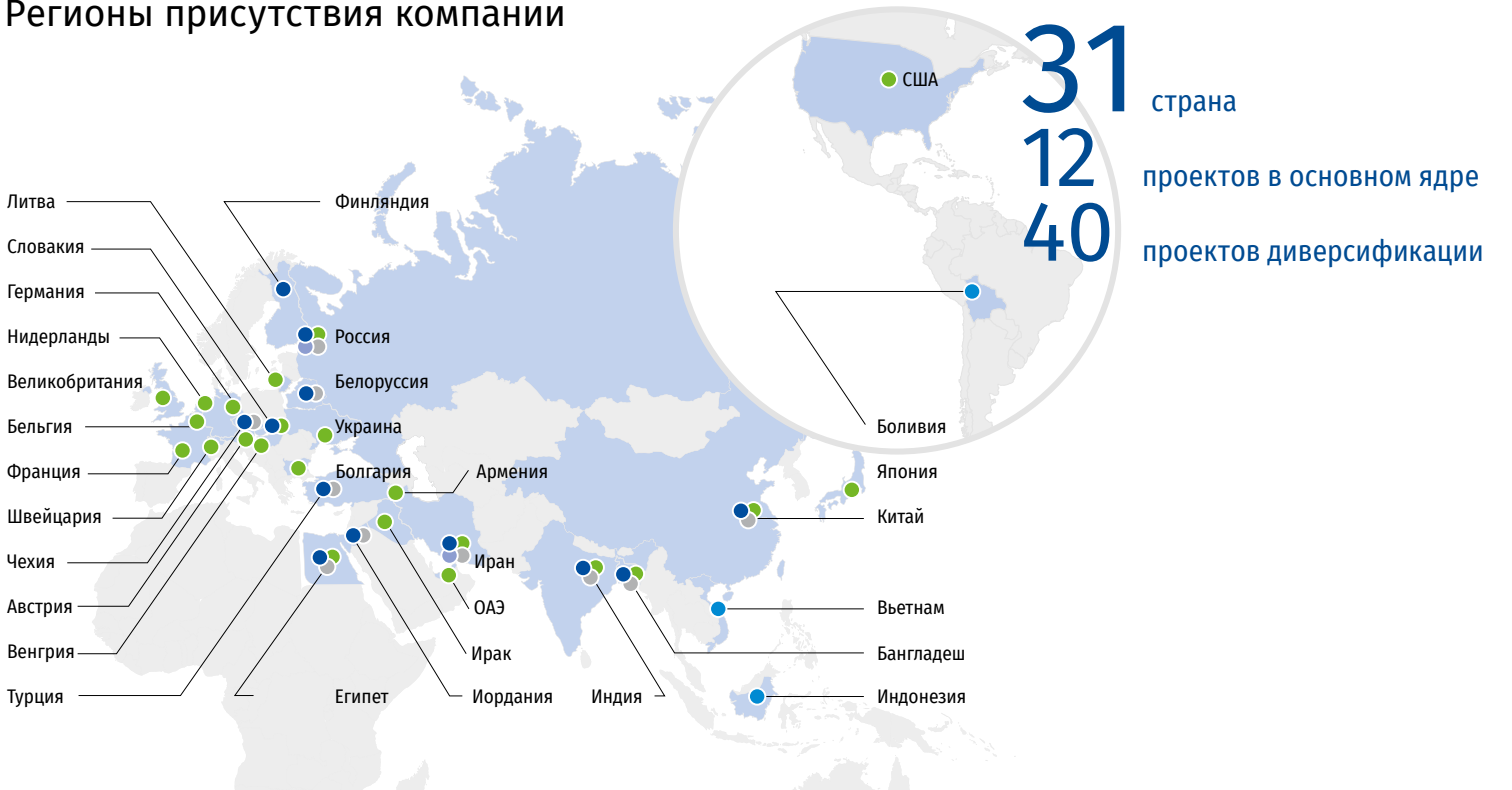 Регионы присутствия компании
США
31 страна
12 проектов в основном ядре
40 проектов диверсификации
Литва
Словакия
Германия
Нидерланды
Великобритания
Бельгия
Франция
Швейцария
Чехия
Австрия
Венгрия
Турция
Финляндия
Россия
Белоруссия
Украина
Болгария
Армения
Иран
ОАЭ
Ирак
Египет
Иордания
Индия
Боливия
Япония
Китай
Вьетнам
Бангладеш
Индонезия